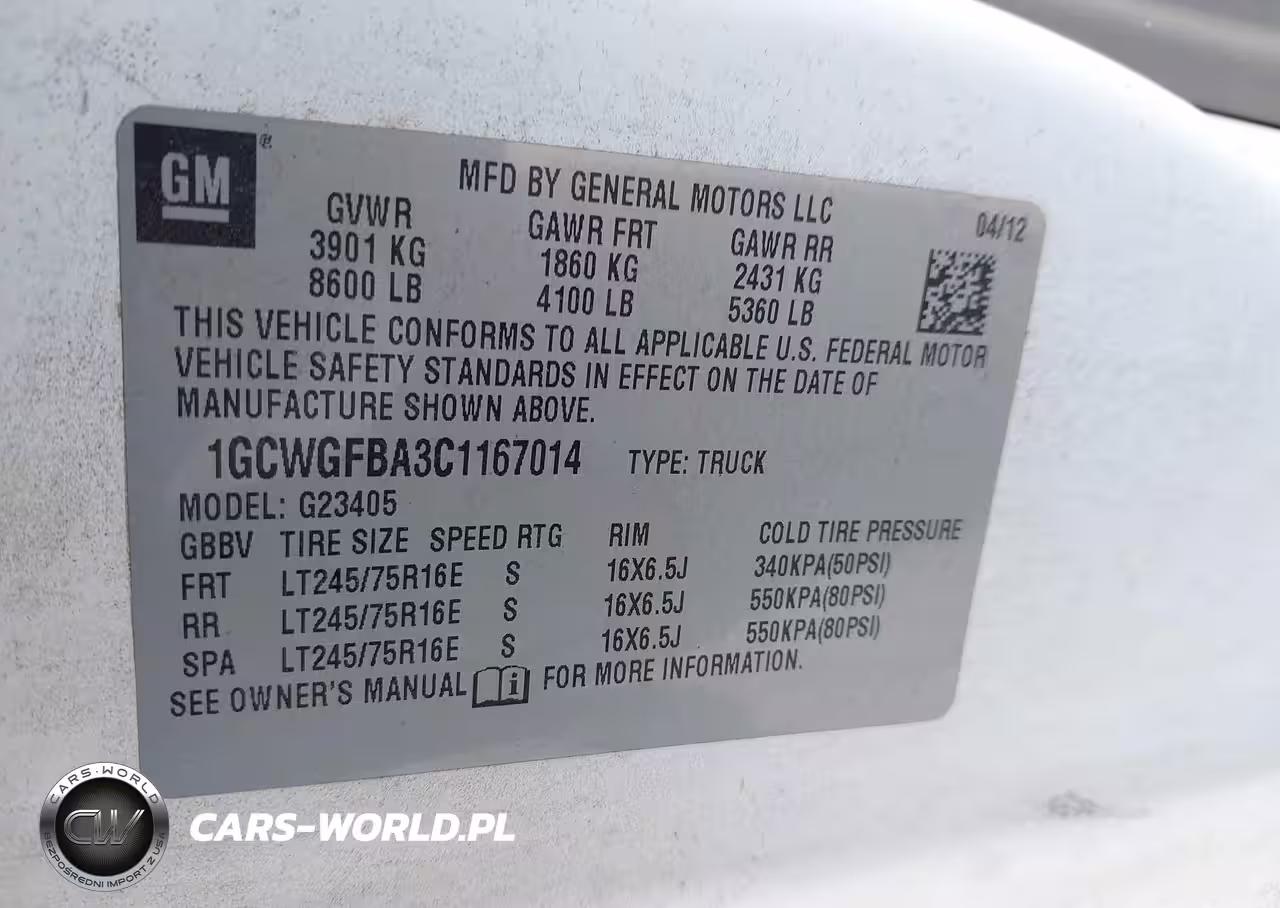 GM®
MFD BY GENERAL MOTORS LLC
04/12
GVWR GAWR FRT GAWR RR
3901 KG 1860 KG 2431 KG
8600 LB 4100 LB 5360 LB
THIS VEHICLE CONFORMS TO ALL APPLICABLE U.S. FEDERAL MOTOR
VEHICLE SAFETY STANDARDS IN EFFECT ON THE DATE OF
MANUFACTURE SHOWN ABOVE.
1GCWGFBA3C1167014 TYPE: TRUCK
MODEL: G23405
GBBV TIRE SIZE SPEED RTG RIM COLD TIRE PRESSURE
FRT LT245/75R16E S 16X6.5J 340KPA(50PSI)
RR LT245/75R16E S 16X6.5J 550KPA(80PSI)
SPA LT245/75R16E S 16X6.5J 550KPA(80PSI)
SEE OWNER'S MANUAL i FOR MORE INFORMATION.
CARS-WORLD
CW
BEZPOŚREDNI IMPORT Z USA
CARS-WORLD.PL